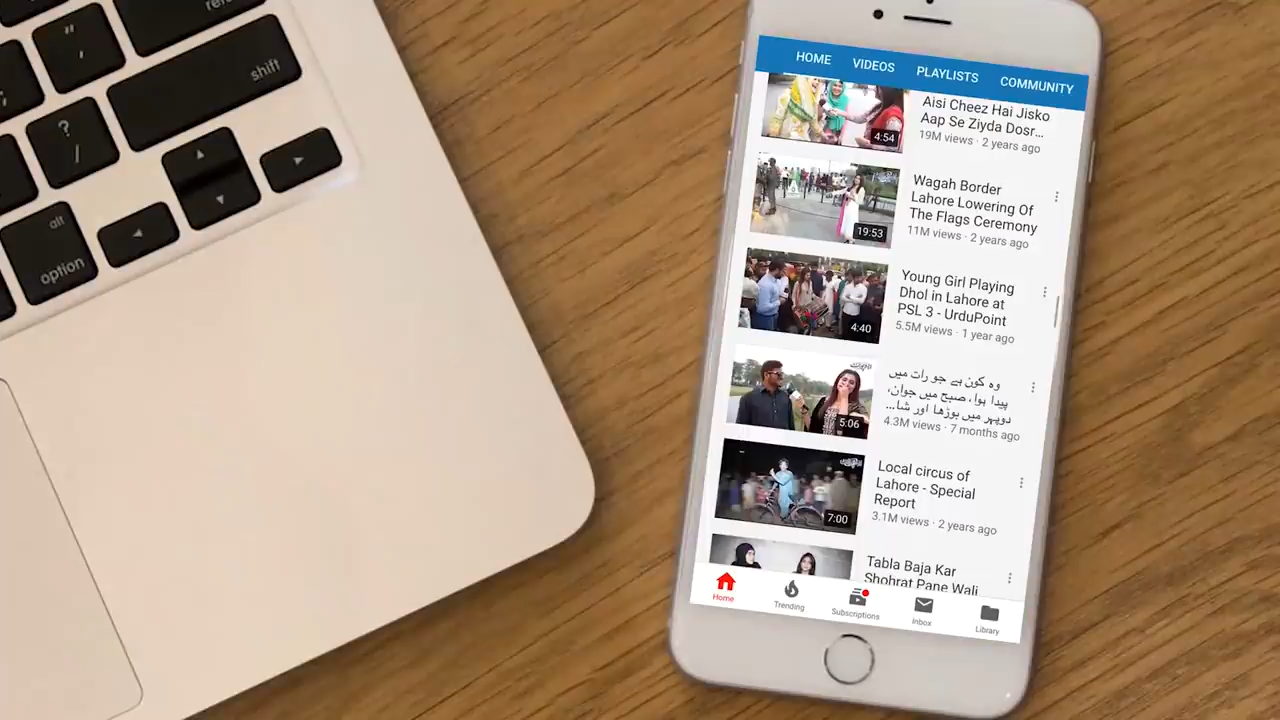 shift
alt
option
?
/
HOME VIDEOS PLAYLISTS COMMUNITY
Aisi Cheez Hai Jisko
Aap Se Ziyda Dosr...
19M views · 2 years ago
4:54
Wagah Border
Lahore Lowering Of
The Flags Ceremony
11M views · 2 years ago
19:53
Young Girl Playing
Dhol in Lahore at
PSL 3 - UrduPoint
5.5M views · 1 year ago
4:40
وہ کون ہے جو رات میں
پیدا ہوا، صبح میں جوان،
دوپہر میں بوڑھا اور شا...
4.3M views · 7 months ago
5:06
Local circus of
Lahore - Special
Report
3.1M views · 2 years ago
7:00
Tabla Baja Kar
Shohrat Pane Wali
Home
Trending
Subscriptions
Inbox
Library